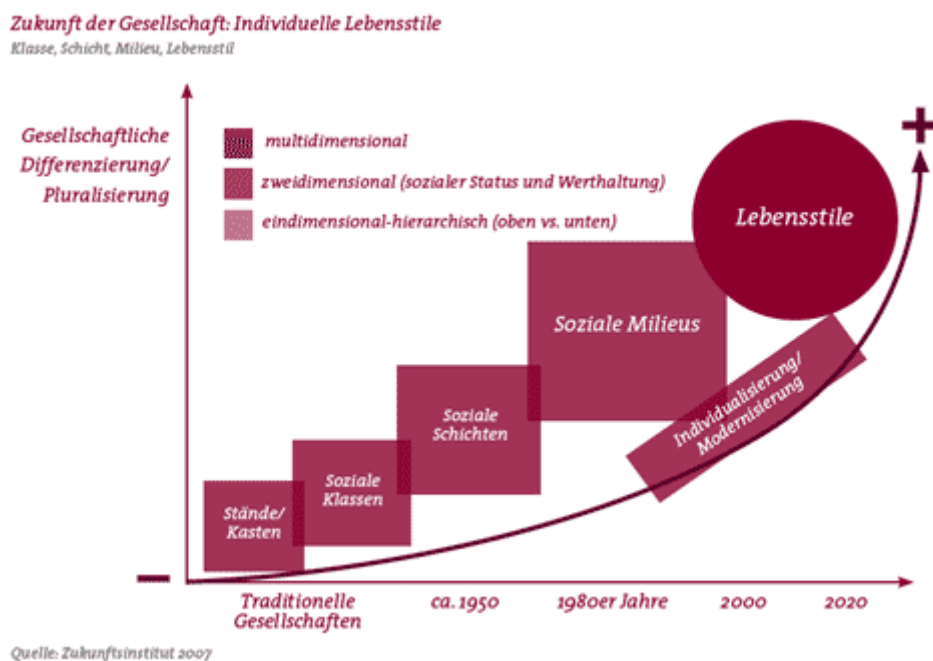 Zukunft der Gesellschaft: Individuelle Lebensstile
Klasse, Schicht, Milieu, Lebensstil
Gesellschaftliche
Differenzierung/
Pluralisierung
multidimensional
zweidimensional (sozialer Status und Werthaltung)
eindimensional-hierarchisch (oben vs. unten)
+
Lebensstile
Soziale Milieus
Individualisierung/
Modernisierung
Soziale
Schichten
Soziale
Klassen
Stände/
Kasten
–
Traditionelle
Gesellschaften
ca. 1950
1980er Jahre
2000
2020
Quelle: Zukunftsinstitut 2007